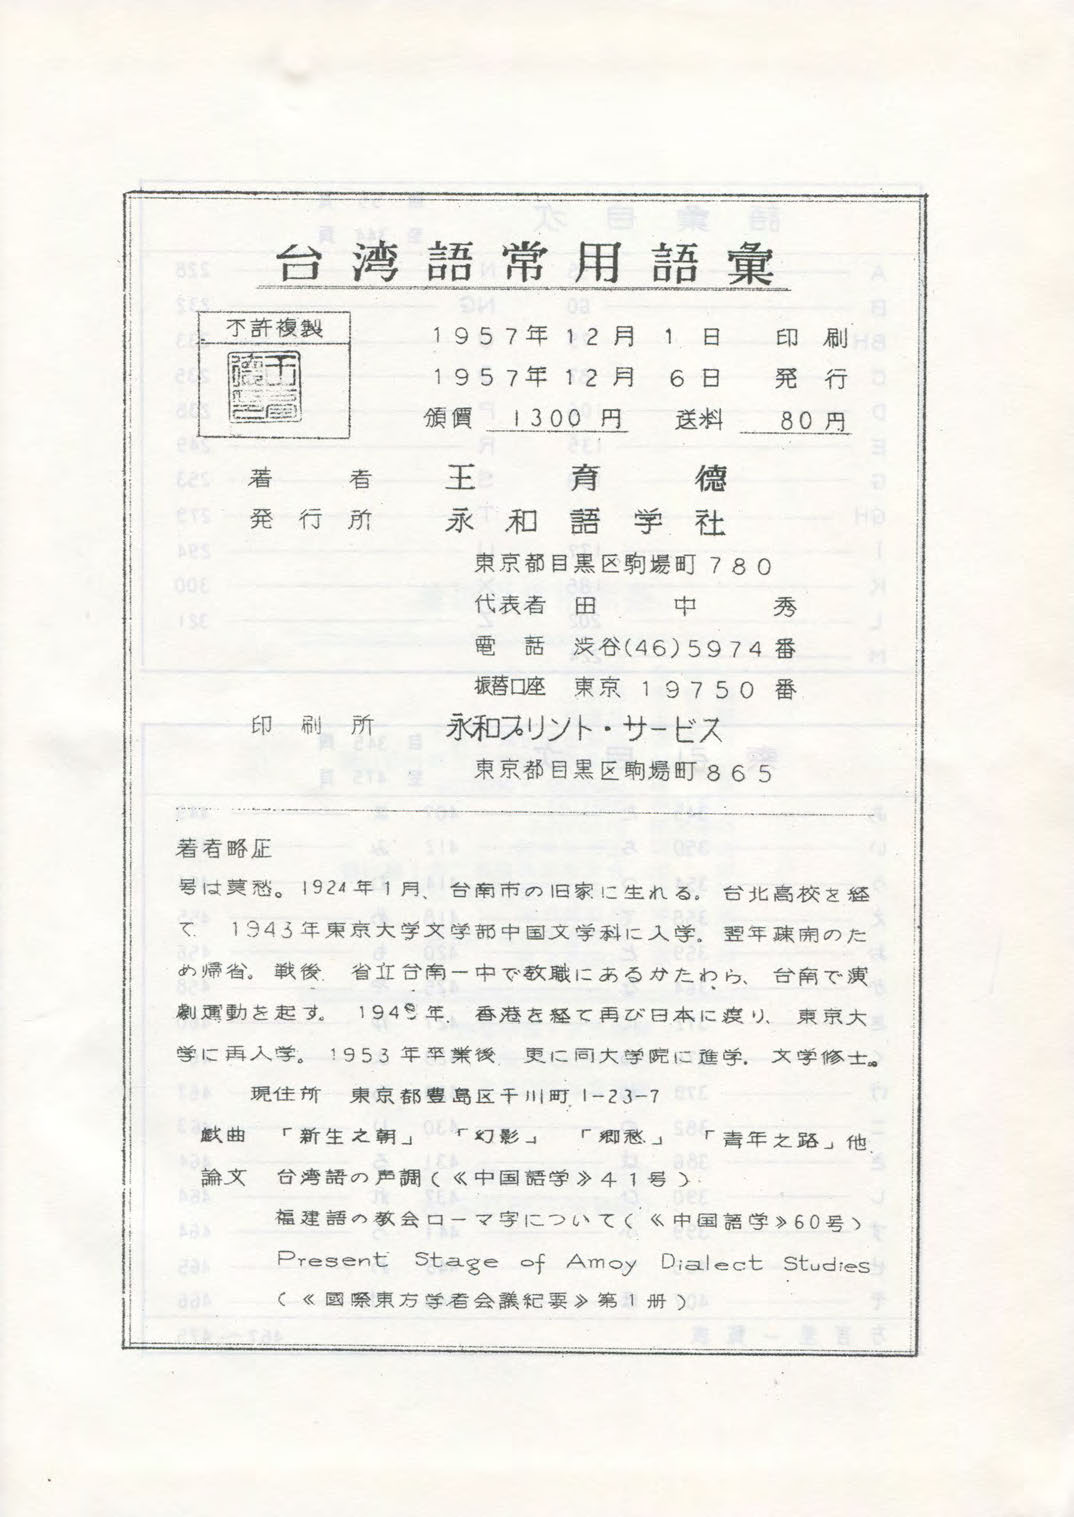 台湾語常用語彙
不許複製
1957年12月1日 印刷
1957年12月6日 発行
頒價 1300円 送料 80円
著者 王育德
発行所 永和語学社
東京都目黒区駒場町780
代表者 田中秀
電話 渋谷(46)5974番
振替口座 東京 19750番
印刷所 永和プリント・サービス
東京都目黒区駒場町865
著者略歴
号は莫愁。1924年1月、台南市の旧家に生れる。台北高校を経
て、1943年東京大学文学部中国文学科に入学。翌年疎開のた
め帰省。戦後、省立台南一中で教職にあるかたわら、台南で演
劇運動を起す。1949年、香港を経て再び日本に渡り、東京大
学に再入学。1953年卒業後、更に同大学院に進学。文学修士。
現住所 東京都豊島区千川町1-23-7
戯曲 「新生之朝」 「幻影」 「郷愁」 「青年之路」他
論文 台湾語の声調(≪中国語学≫41号)
福建語の教会ローマ字について(≪中国語学≫60号)
Present Stage of Amoy Dialect Studies
(≪國際東方学者会議紀要≫第1册)